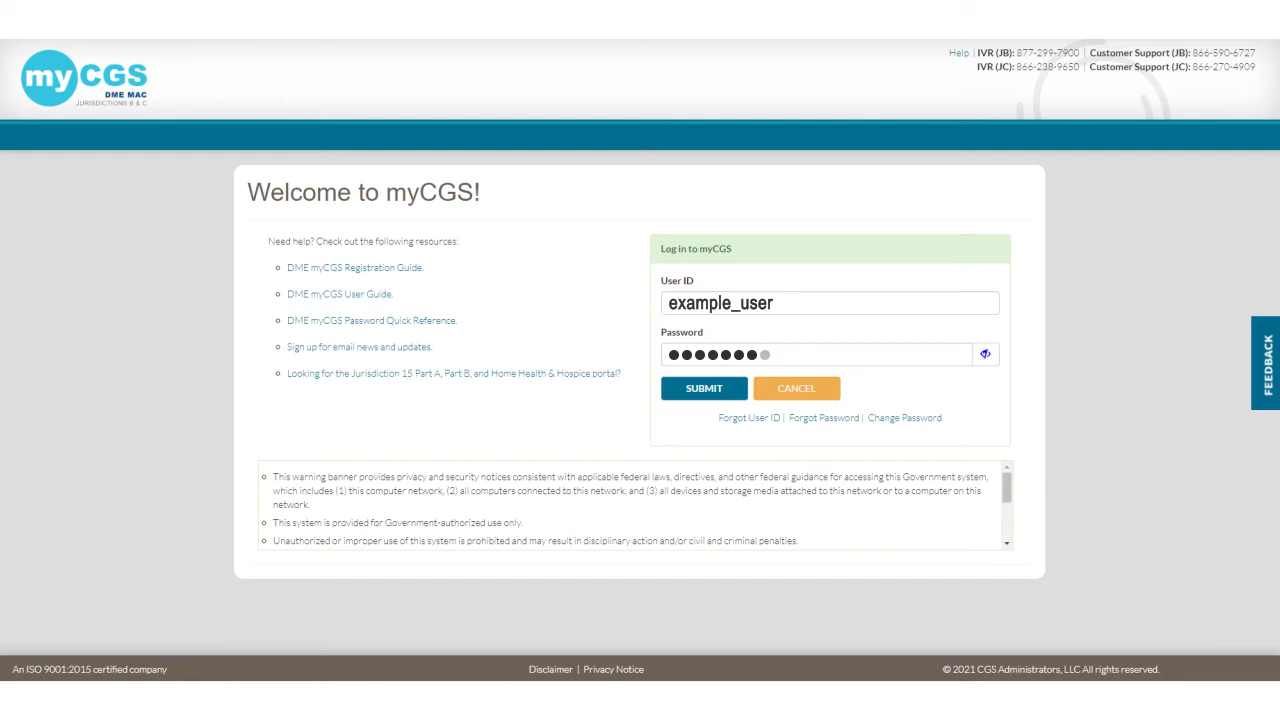 Help | IVR (JB): 877-299-7900 | Customer Support (JB): 866-590-6727
IVR (JC): 866-238-9650 | Customer Support (JC): 866-270-4909
myCGS
DME MAC
JURISDICTIONS B & C
Welcome to myCGS!
Need help? Check out the following resources:
DME myCGS Registration Guide.
DME myCGS User Guide.
DME myCGS Password Quick Reference.
Sign up for email news and updates.
Looking for the Jurisdiction 15 Part A, Part B, and Home Health & Hospice portal?
Log in to myCGS
User ID
example_user
Password
SUBMIT
CANCEL
Forgot User ID | Forgot Password | Change Password
FEEDBACK
This warning banner provides privacy and security notices consistent with applicable federal laws, directives, and other federal guidance for accessing this Government system,
which includes (1) this computer network, (2) all computers connected to this network, and (3) all devices and storage media attached to this network or to a computer on this
network.
This system is provided for Government-authorized use only.
Unauthorized or improper use of this system is prohibited and may result in disciplinary action and/or civil and criminal penalties.
An ISO 9001:2015 certified company
Disclaimer | Privacy Notice
© 2021 CGS Administrators, LLC All rights reserved.